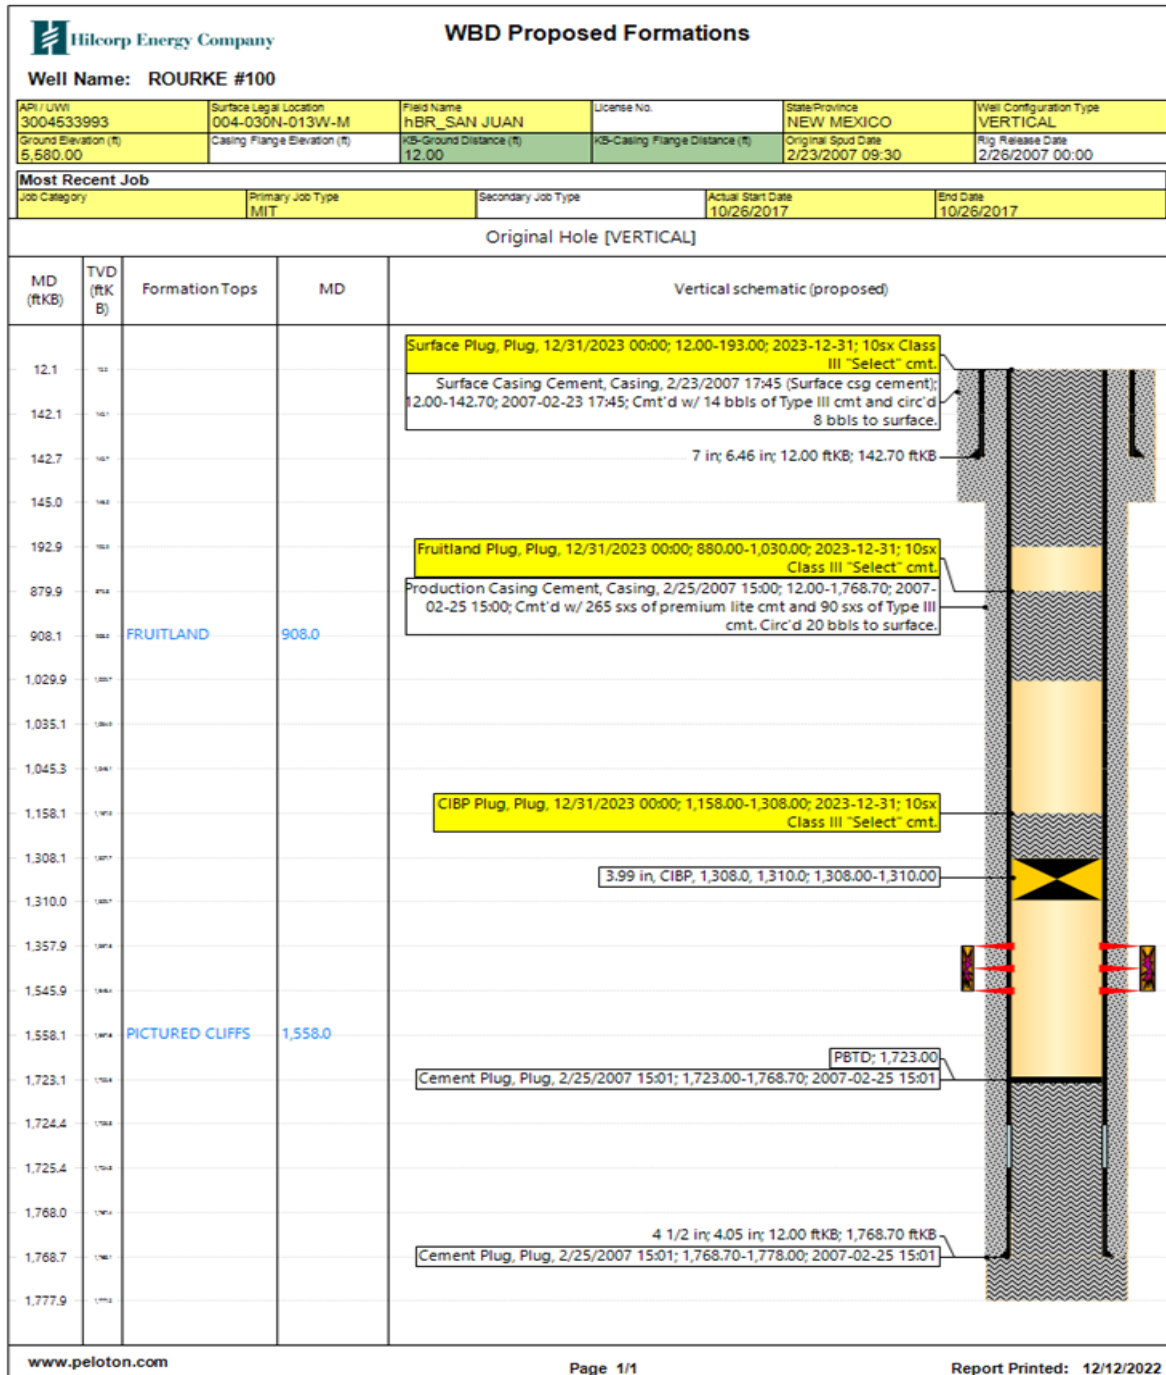 Hilcorp Energy Company
WBD Proposed Formations
Well Name: ROURKE #100
API / UWI
3004533993
Surface Legal Location
004-030N-013W-M
Field Name
hBR_SAN JUAN
License No.
State/Province
NEW MEXICO
Well Configuration Type
VERTICAL
Ground Elevation (ft)
5,580.00
Casing Flange Elevation (ft)
KB-Ground Distance (ft)
12.00
KB-Casing Flange Distance (ft)
Original Spud Date
2/23/2007 09:30
Rig Release Date
2/26/2007 00:00
Most Recent Job
Job Category
Primary Job Type
MIT
Secondary Job Type
Actual Start Date
10/26/2017
End Date
10/26/2017
Original Hole [VERTICAL]
MD
(ftKB)
TVD
(ftK
B)
Formation Tops
MD
Vertical schematic (proposed)
Surface Plug, Plug, 12/31/2023 00:00; 12.00-193.00; 2023-12-31; 10sx Class
III "Select" cmt.
12.1
Surface Casing Cement, Casing, 2/23/2007 17:45 (Surface csg cement);
12.00-142.70; 2007-02-23 17:45; Cmt'd w/ 14 bbls of Type III cmt and circ'd
8 bbls to surface.
142.1
142.7
7 in; 6.46 in; 12.00 ftKB; 142.70 ftKB
145.0
192.9
Fruitland Plug, Plug, 12/31/2023 00:00; 880.00-1,030.00; 2023-12-31; 10sx
Class III "Select" cmt.
879.9
Production Casing Cement, Casing, 2/25/2007 15:00; 12.00-1,768.70; 2007-
02-25 15:00; Cmt'd w/ 265 sxs of premium lite cmt and 90 sxs of Type III
cmt. Circ'd 20 bbls to surface.
908.1
FRUITLAND
908.0
1,029.9
1,035.1
1,045.3
1,158.1
CIBP Plug, Plug, 12/31/2023 00:00; 1,158.00-1,308.00; 2023-12-31; 10sx
Class III "Select" cmt.
1,308.1
3.99 in, CIBP, 1,308.0, 1,310.0; 1,308.00-1,310.00
1,310.0
1,357.9
1,545.9
1,558.1
PICTURED CLIFFS
1,558.0
PBTD; 1,723.00
1,723.1
Cement Plug, Plug, 2/25/2007 15:01; 1,723.00-1,768.70; 2007-02-25 15:01
1,724.4
1,725.4
1,768.0
4 1/2 in; 4.05 in; 12.00 ftKB; 1,768.70 ftKB
1,768.7
Cement Plug, Plug, 2/25/2007 15:01; 1,768.70-1,778.00; 2007-02-25 15:01
1,777.9
www.peloton.com
Page 1/1
Report Printed: 12/12/2022